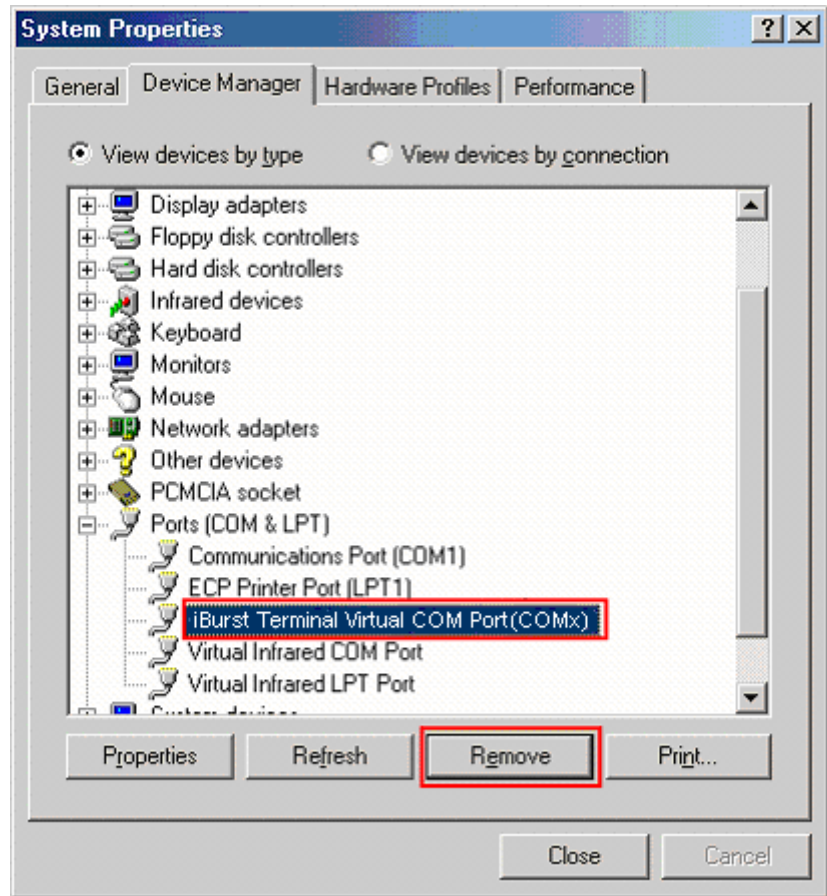 System Properties
General Device Manager Hardware Profiles Performance
View devices by type View devices by connection
Display adapters
Floppy disk controllers
Hard disk controllers
Infrared devices
Keyboard
Monitors
Mouse
Network adapters
Other devices
PCMCIA socket
Ports (COM & LPT)
Communications Port (COM1)
ECP Printer Port (LPT1)
iBurst Terminal Virtual COM Port(COMx)
Virtual Infrared COM Port
Virtual Infrared LPT Port
System devices
Properties Refresh Remove Print...
Close Cancel